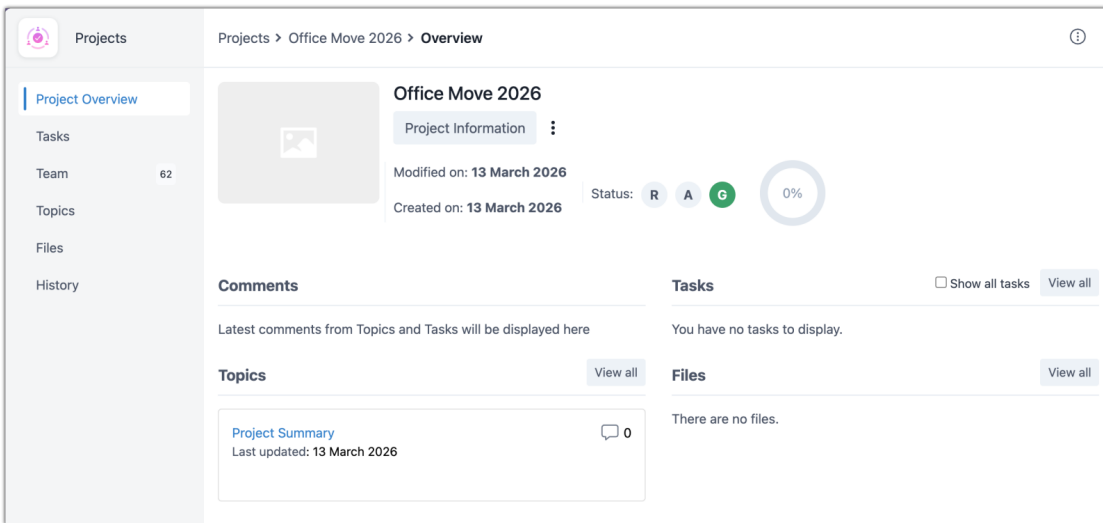 Projects
Projects > Office Move 2026 > Overview
Project Overview
Tasks
Team 62
Topics
Files
History
Office Move 2026
Project Information
Modified on: 13 March 2026
Created on: 13 March 2026
Status: R A G
0%
Comments
Latest comments from Topics and Tasks will be displayed here
Tasks
Show all tasks
View all
You have no tasks to display.
Topics
View all
Project Summary
0
Last updated: 13 March 2026
Files
View all
There are no files.